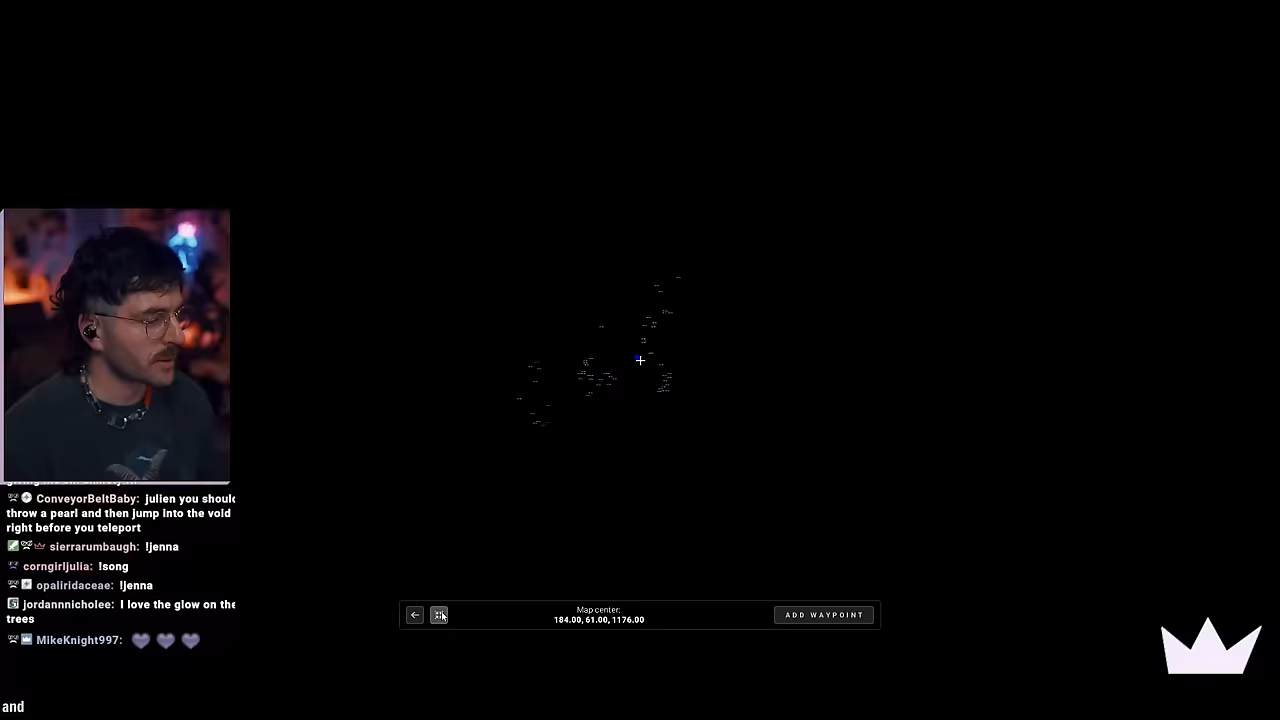 ConveyorBeltBaby: julien you should
throw a pearl and then jump into the void
right before you teleport
sierrarumbaugh: !jenna
corngirljulia: !song
opaliridaceae: !jenna
jordannnicholee: I love the glow on the
trees
MikeKnight997:
Map center:
184.00, 61.00, 1176.00
ADD WAYPOINT
and